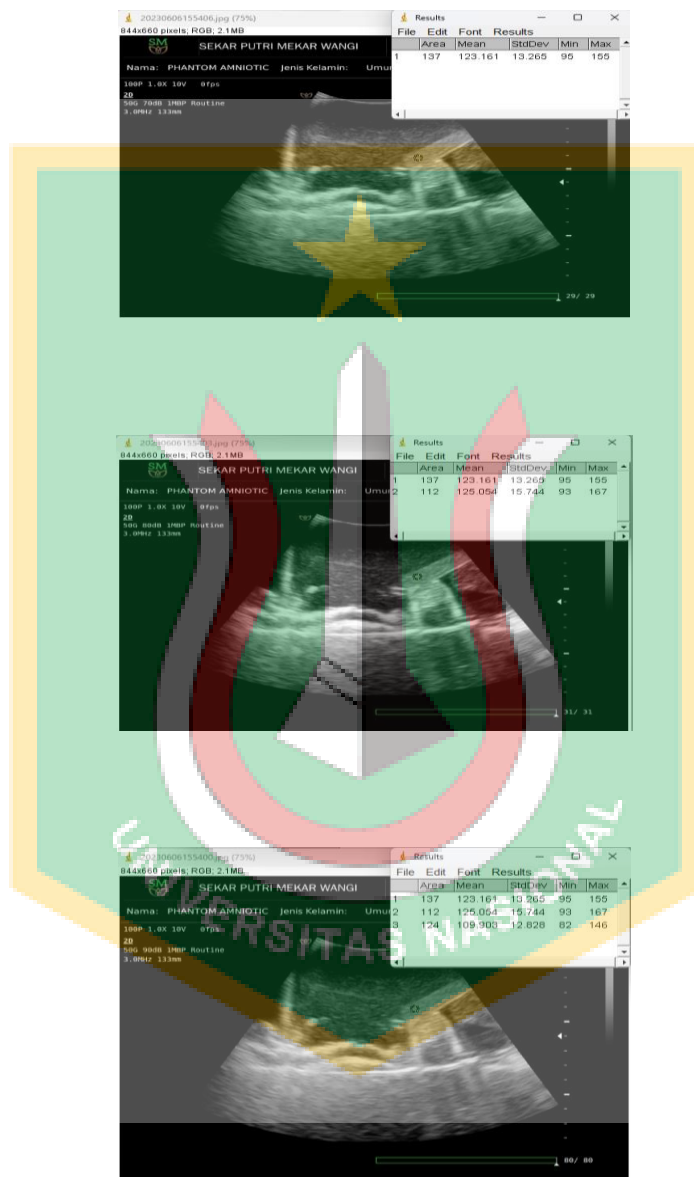 20230606155406.jpg (75%)
844x660 pixels; RGB; 2.1MB
SM
SEKAR PUTRI MEKAR WANGI
Nama: PHANTOM AMNIOTIC Jenis Kelamin: Umu
100P 1.0X 10V 0fps
2D
50G 70dB 1MBP Routine
3.0MHz 133mm
29/ 29
Results
File Edit Font Results
Area Mean StdDev Min Max
1 137 123.161 13.265 95 155
20230606155403.jpg (75%)
844x660 pixels; RGB; 2.1MB
SM
SEKAR PUTRI MEKAR WANGI
Nama: PHANTOM AMNIOTIC Jenis Kelamin: Umur
100P 1.0X 10V 0fps
2D
50G 80dB 1MBP Routine
3.0MHz 133mm
31/ 31
Results
File Edit Font Results
Area Mean StdDev Min Max
1 137 123.161 13.265 95 155
2 112 125.054 15.744 93 167
20230606155400.jpg (75%)
844x660 pixels; RGB; 2.1MB
SM
SEKAR PUTRI MEKAR WANGI
Nama: PHANTOM AMNIOTIC Jenis Kelamin: Umu
100P 1.0X 10V 0fps
2D
50G 90dB 1MBP Routine
3.0MHz 133mm
80/ 80
Results
File Edit Font Results
Area Mean StdDev Min Max
1 137 123.161 13.265 95 155
2 112 125.054 15.744 93 167
3 124 109.903 12.828 82 146
UNIVERSITAS NASIONAL